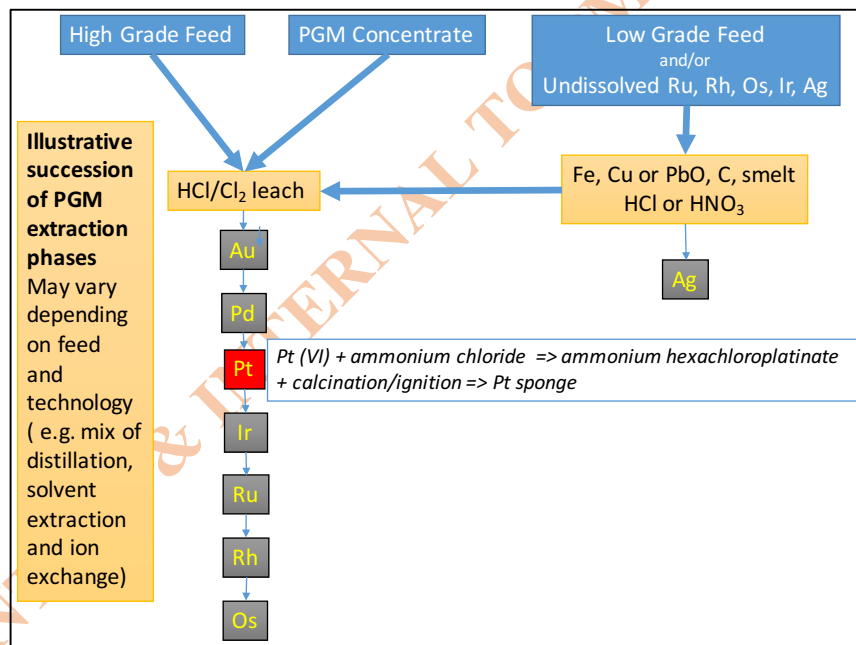 High Grade Feed
PGM Concentrate
Low Grade Feed
and/or
Undissolved Ru, Rh, Os, Ir, Ag
Illustrative
succession
of PGM
extraction
phases
May vary
depending
on feed
and
technology
( e.g. mix of
distillation,
solvent
extraction
and ion
exchange)
HCl/Cl₂ leach
Fe, Cu or PbO, C, smelt
HCl or HNO₃
Au
Ag
Pd
Pt
Pt (VI) + ammonium chloride => ammonium hexachloroplatinate
+ calcination/ignition => Pt sponge
Ir
Ru
Rh
Os
& INTERNAL TO